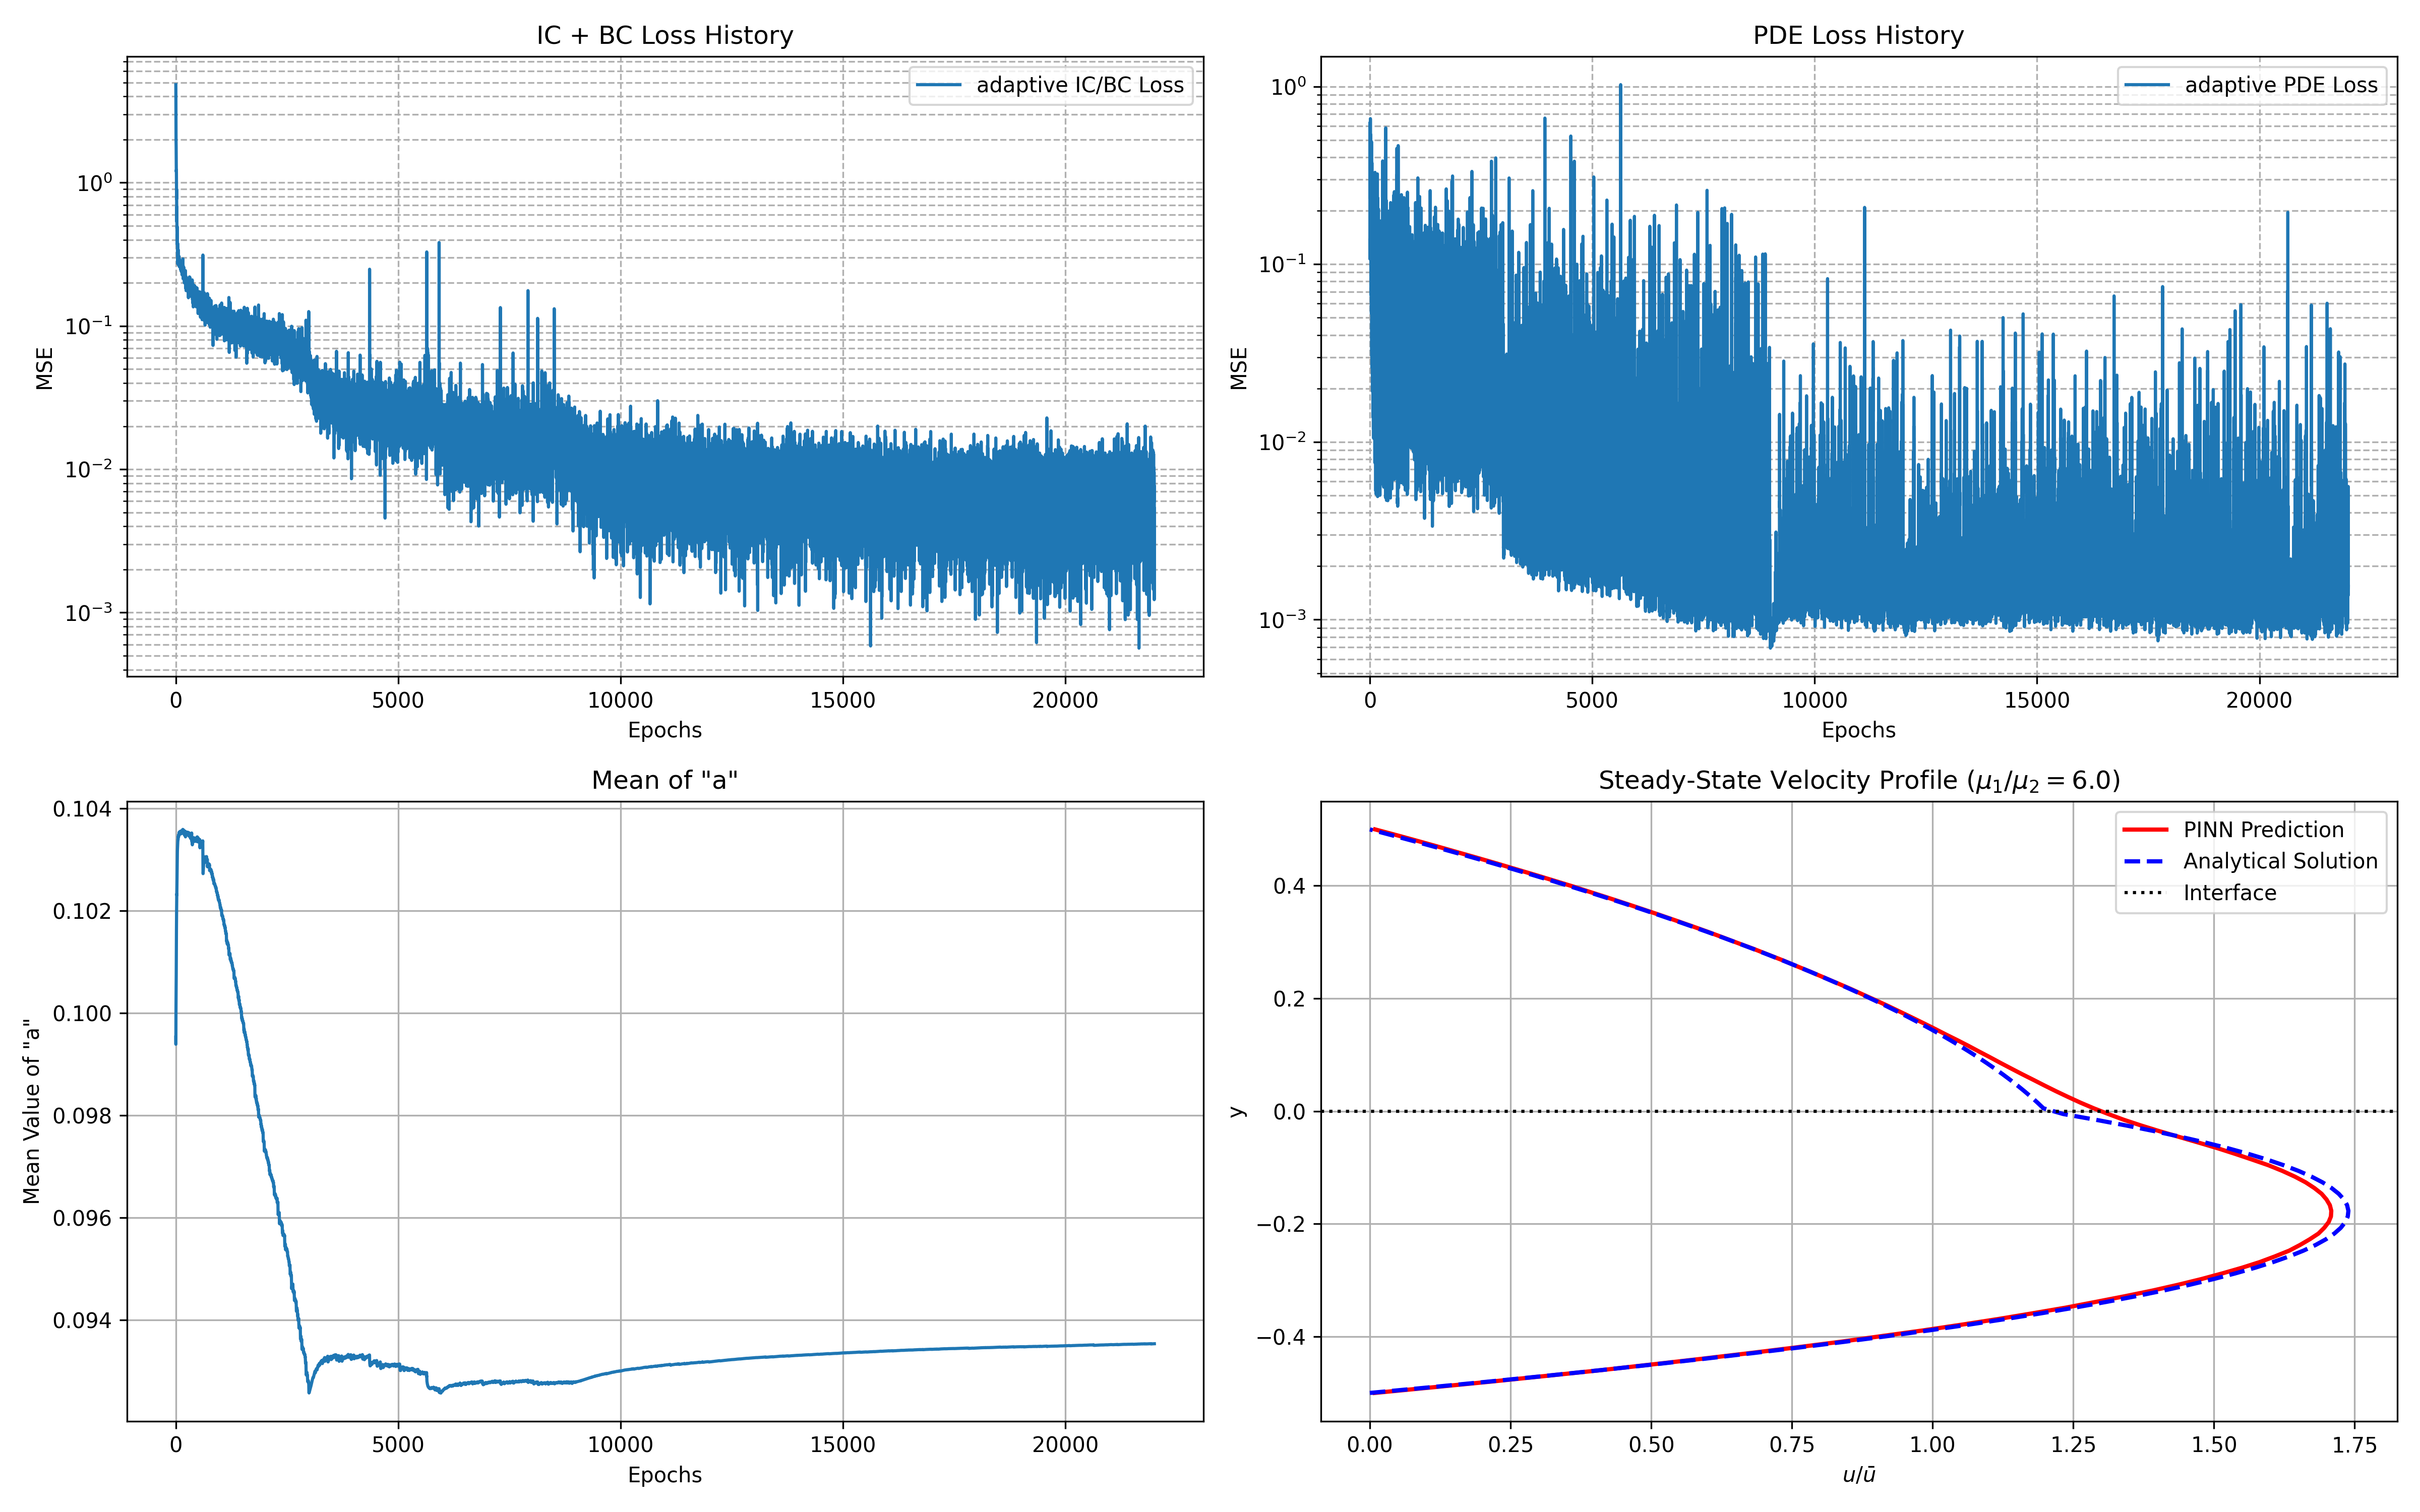 IC + BC Loss History
adaptive IC/BC Loss
MSE
10⁰
10⁻¹
10⁻²
10⁻³
0 5000 10000 15000 20000
Epochs
PDE Loss History
adaptive PDE Loss
MSE
10⁰
10⁻¹
10⁻²
10⁻³
0 5000 10000 15000 20000
Epochs
Mean of "a"
Mean Value of "a"
0.104
0.102
0.100
0.098
0.096
0.094
0 5000 10000 15000 20000
Epochs
Steady-State Velocity Profile (μ₁/μ₂ = 6.0)
PINN Prediction
Analytical Solution
Interface
y
0.4
0.2
0.0
−0.2
−0.4
0.00 0.25 0.50 0.75 1.00 1.25 1.50 1.75
u/ū